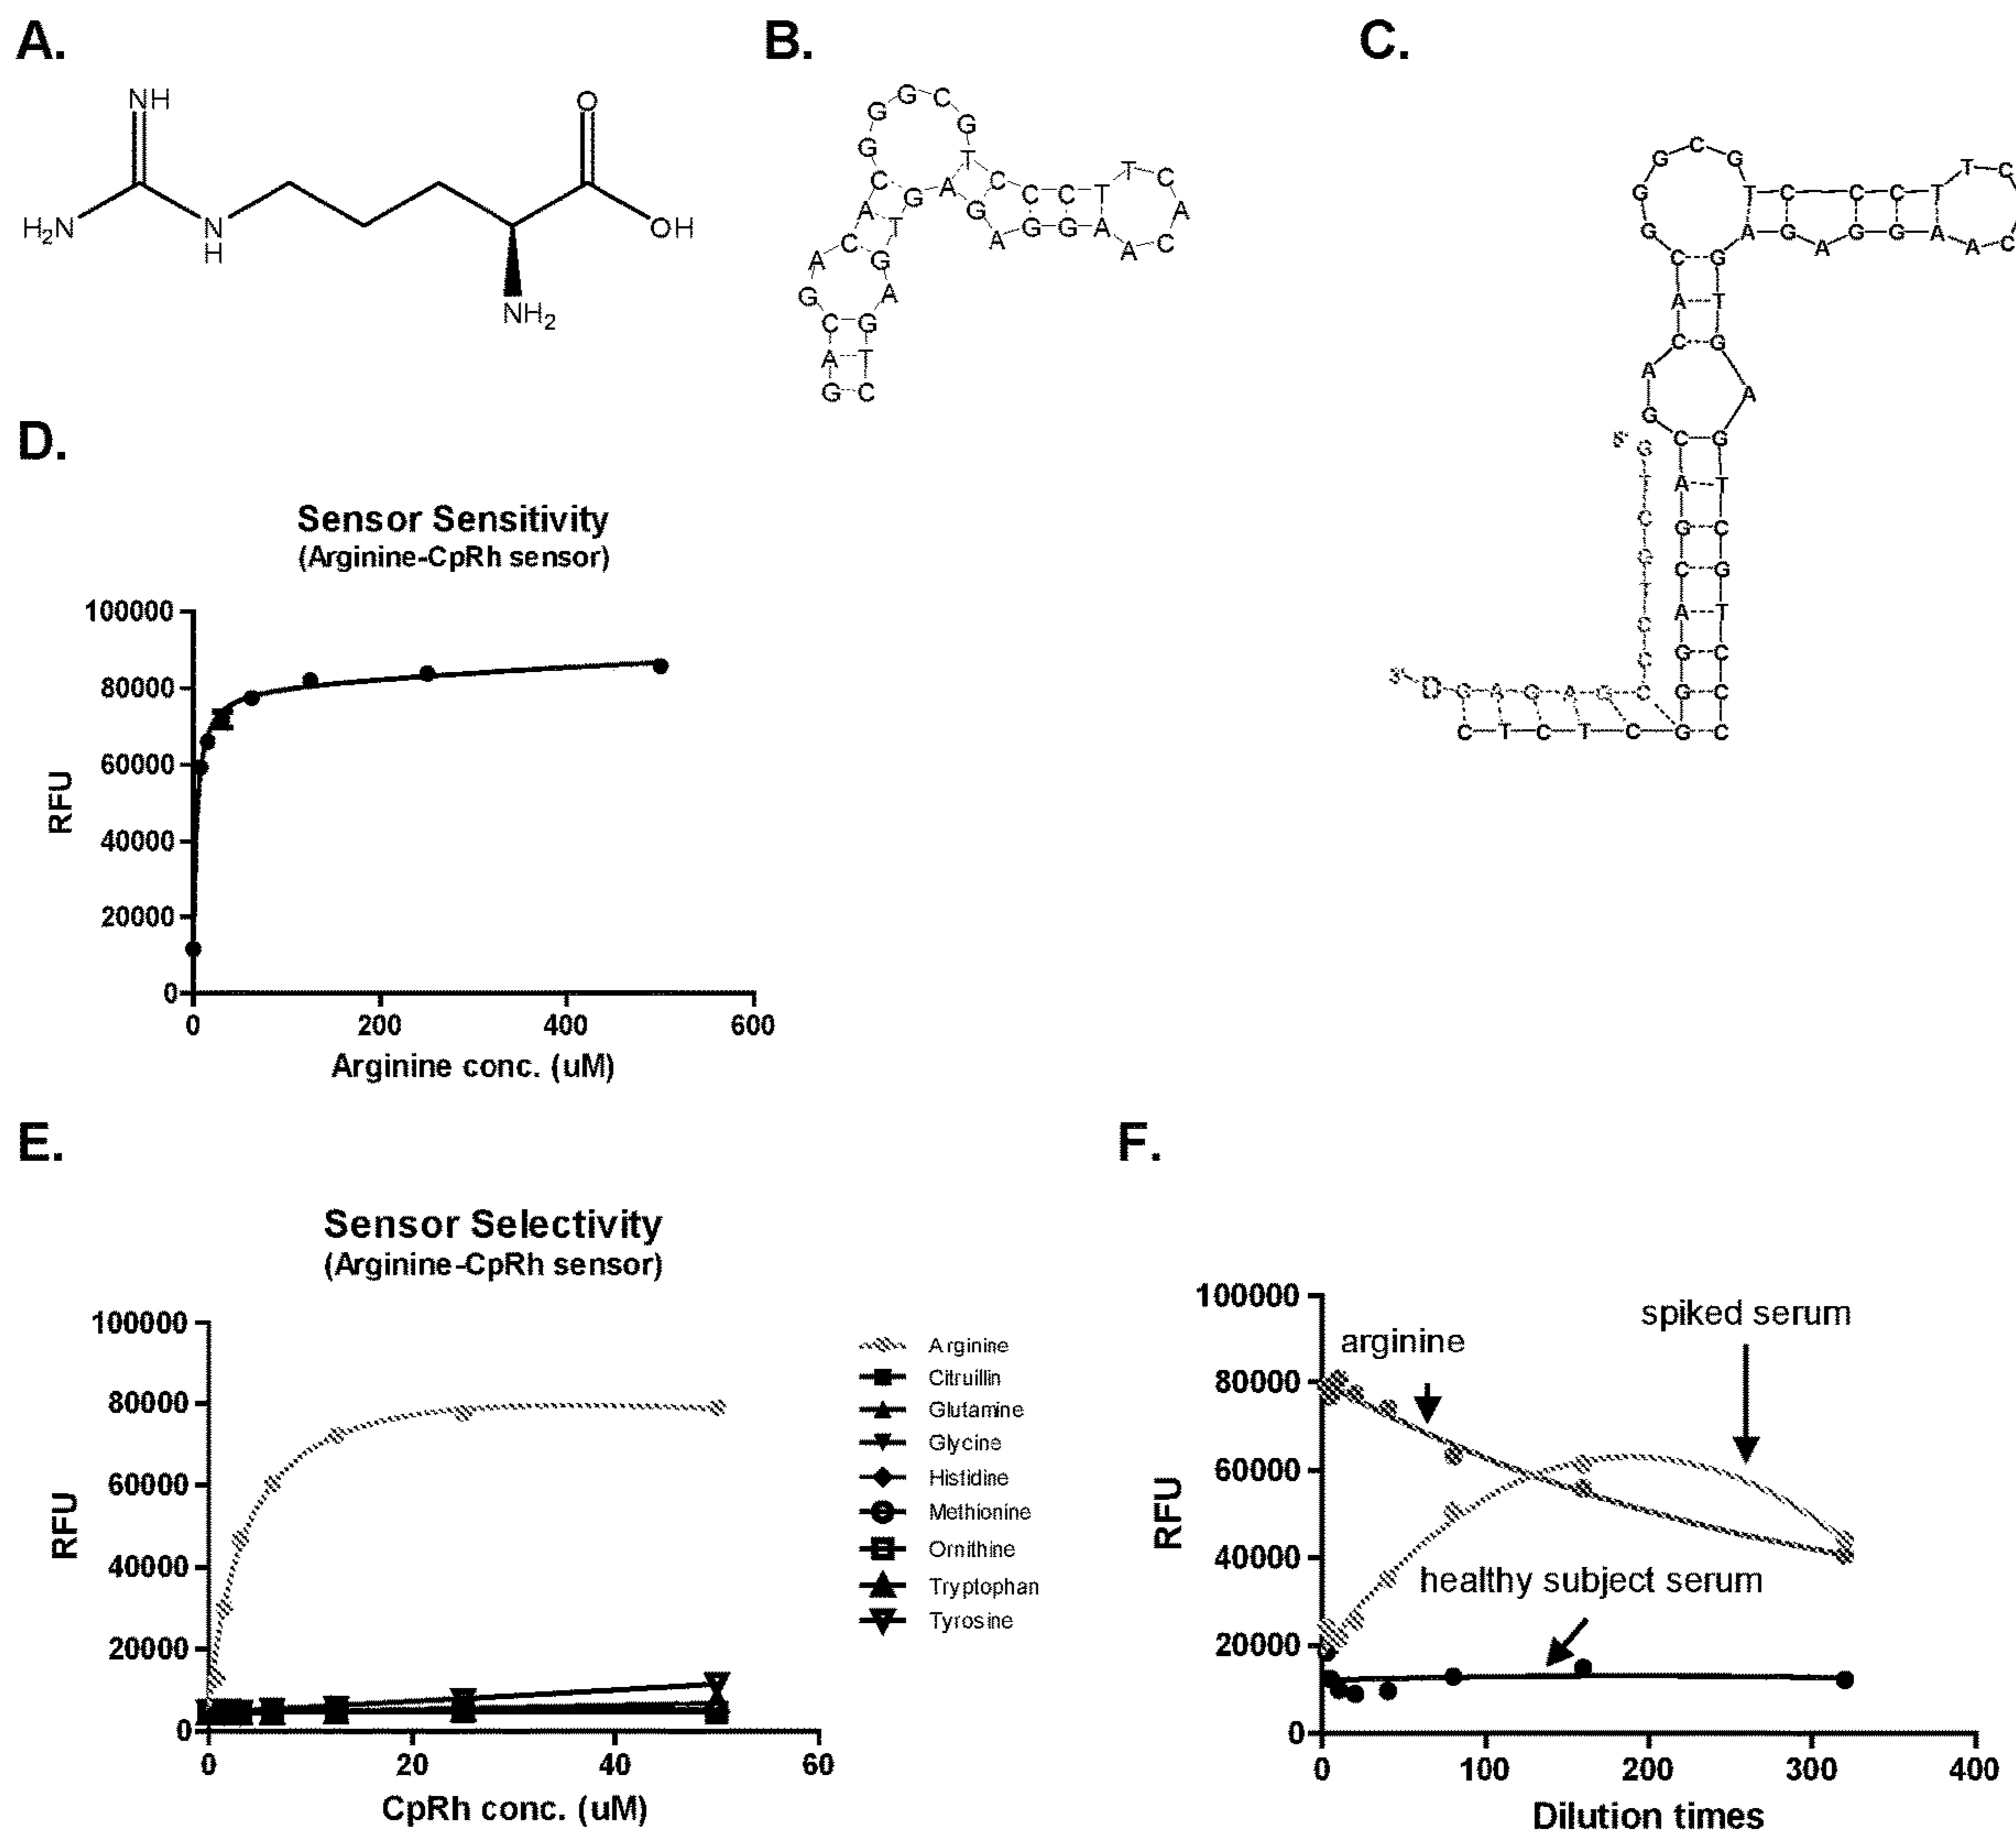 A.
B.
C.
NH
H2N
N
H
O
OH
NH2
D.
Sensor Sensitivity
(Arginine-CpRh sensor)
100000
80000
60000
40000
20000
0
RFU
0 200 400 600
Arginine conc. (uM)
E.
Sensor Selectivity
(Arginine-CpRh sensor)
100000
80000
60000
40000
20000
0
RFU
0 20 40 60
CpRh conc. (uM)
Arginine
Citruillin
Glutamine
Glycine
Histidine
Methionine
Ornithine
Tryptophan
Tyrosine
F.
100000
80000
60000
40000
20000
0
RFU
arginine
spiked serum
healthy subject serum
0 100 200 300 400
Dilution times